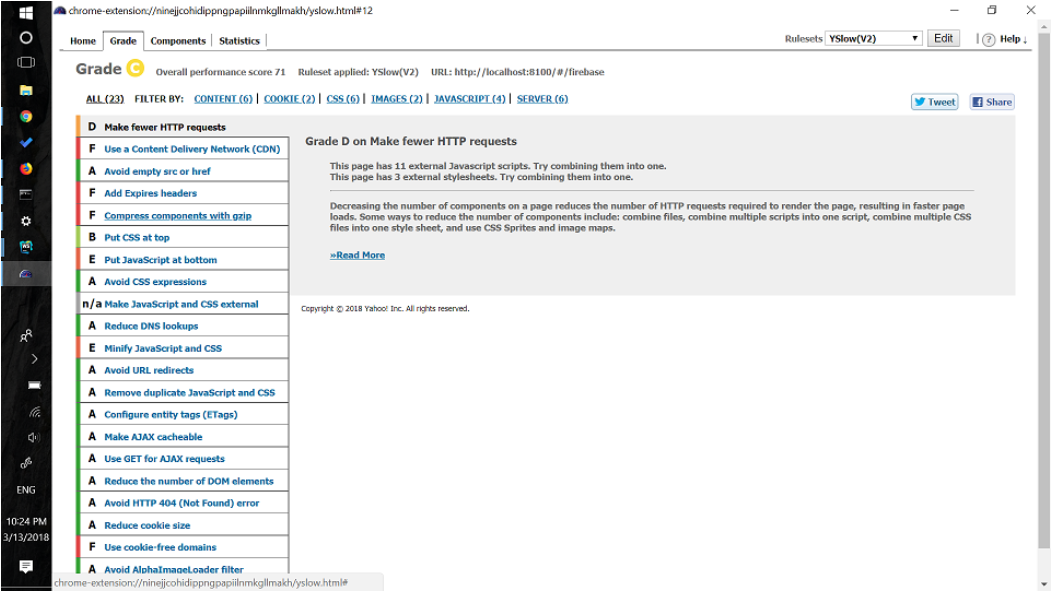 chrome-extension://ninejjcohidippngpapiilnmkgllmakh/yslow.html#12
Home Grade Components Statistics
Rulesets YSlow(V2) Edit ? Help ↓
Grade C Overall performance score 71 Ruleset applied: YSlow(V2) URL: http://localhost:8100/#/firebase
ALL (23) FILTER BY: CONTENT (6) | COOKIE (2) | CSS (6) | IMAGES (2) | JAVASCRIPT (4) | SERVER (6)
Tweet Share
D Make fewer HTTP requests
F Use a Content Delivery Network (CDN)
A Avoid empty src or href
F Add Expires headers
F Compress components with gzip
B Put CSS at top
E Put JavaScript at bottom
A Avoid CSS expressions
n/a Make JavaScript and CSS external
A Reduce DNS lookups
E Minify JavaScript and CSS
A Avoid URL redirects
A Remove duplicate JavaScript and CSS
A Configure entity tags (ETags)
A Make AJAX cacheable
A Use GET for AJAX requests
A Reduce the number of DOM elements
A Avoid HTTP 404 (Not Found) error
A Reduce cookie size
F Use cookie-free domains
A Avoid AlphaImageLoader filter
Grade D on Make fewer HTTP requests
This page has 11 external Javascript scripts. Try combining them into one.
This page has 3 external stylesheets. Try combining them into one.
Decreasing the number of components on a page reduces the number of HTTP requests required to render the page, resulting in faster page
loads. Some ways to reduce the number of components include: combine files, combine multiple scripts into one script, combine multiple CSS
files into one style sheet, and use CSS Sprites and image maps.
»Read More
Copyright © 2018 Yahoo! Inc. All rights reserved.
chrome-extension://ninejjcohidippngpapiilnmkgllmakh/yslow.html#
ENG
10:24 PM
3/13/2018